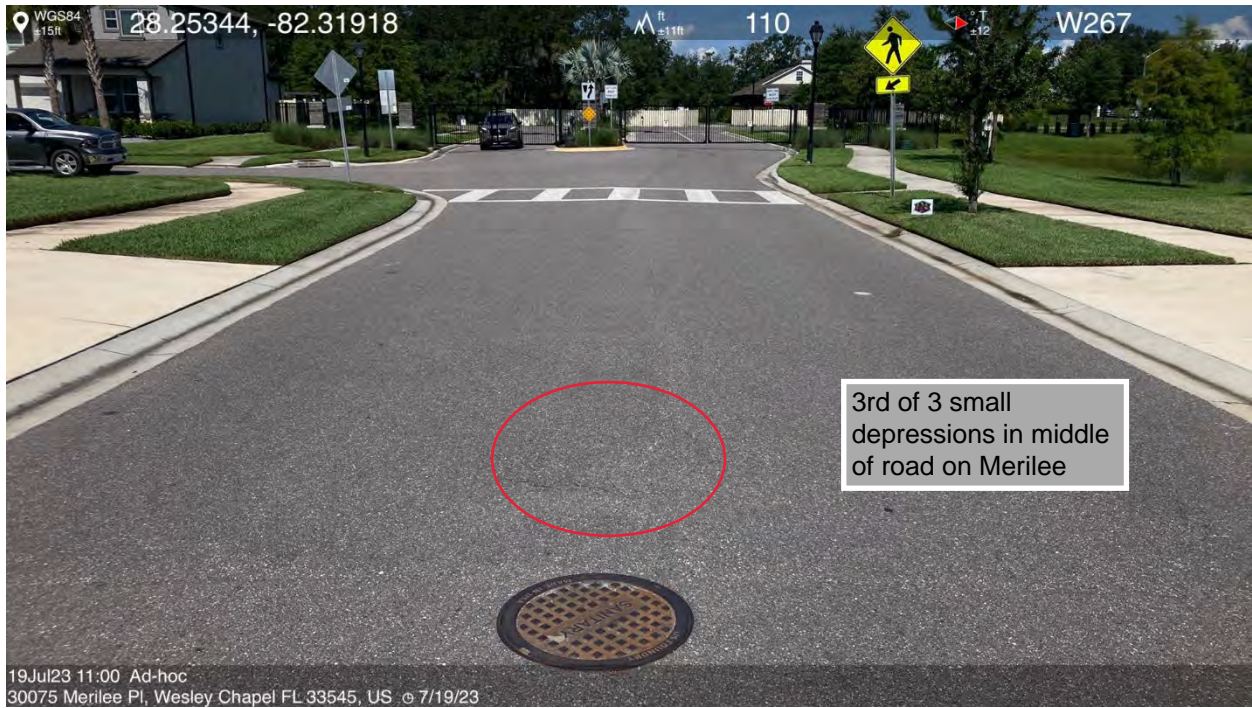 WGS84
±15ft
28.25344, -82.31918
ft
±11ft
110
° T
±12
W267
3rd of 3 small
depressions in middle
of road on Merilee
SANITARY
19Jul23 11:00 Ad-hoc
30075 Merilee Pl, Wesley Chapel FL 33545, US 7/19/23